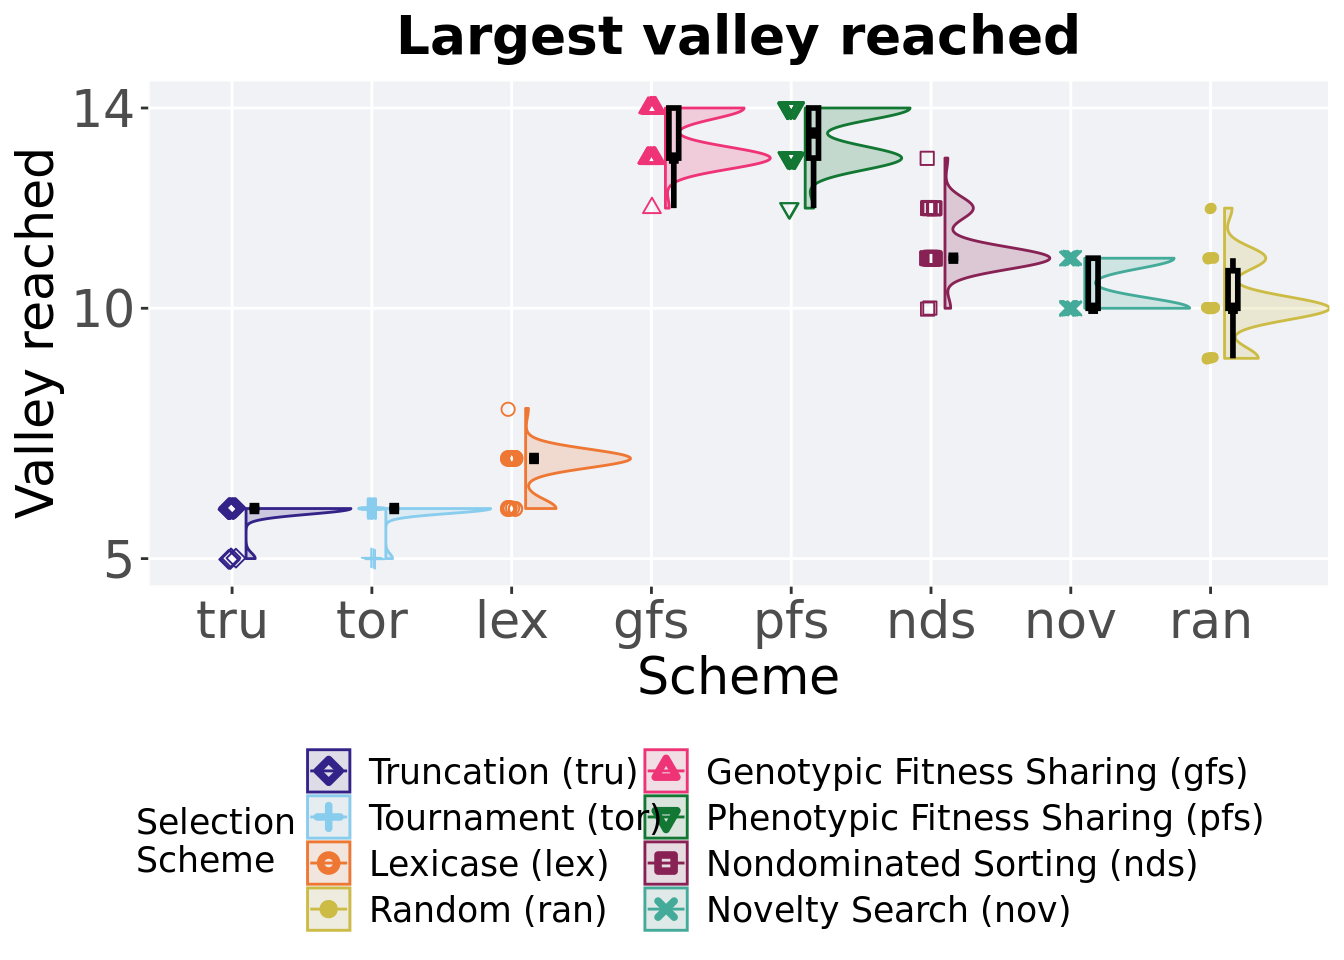 Largest valley reached
Valley reached
14
10
5
tru tor lex gfs pfs nds nov ran
Scheme
Selection
Scheme
Truncation (tru)
Tournament (tor)
Lexicase (lex)
Random (ran)
Genotypic Fitness Sharing (gfs)
Phenotypic Fitness Sharing (pfs)
Nondominated Sorting (nds)
Novelty Search (nov)